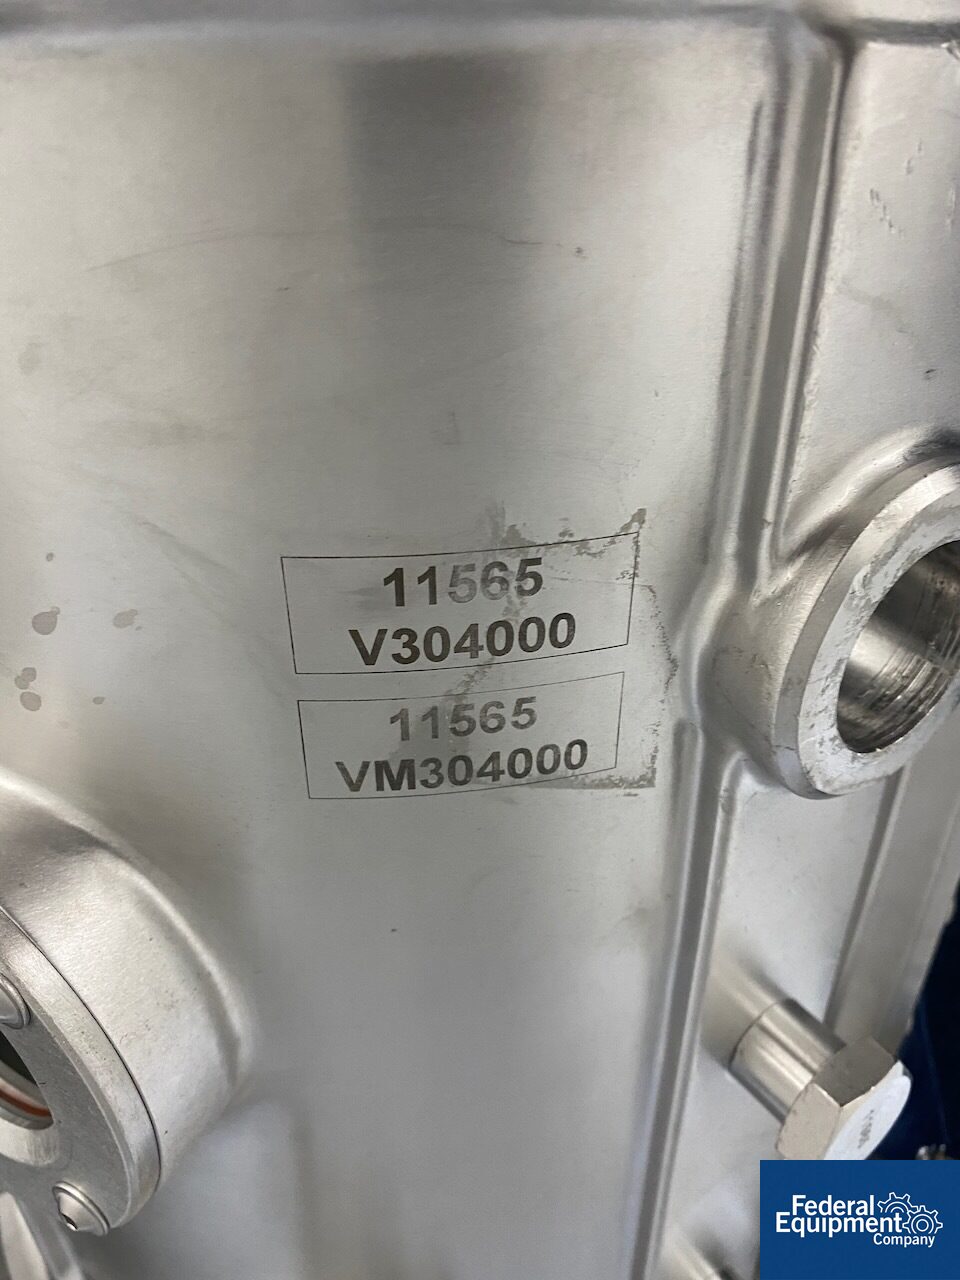 11565
V304000
11565
VM304000
Federal
Equipment
Company